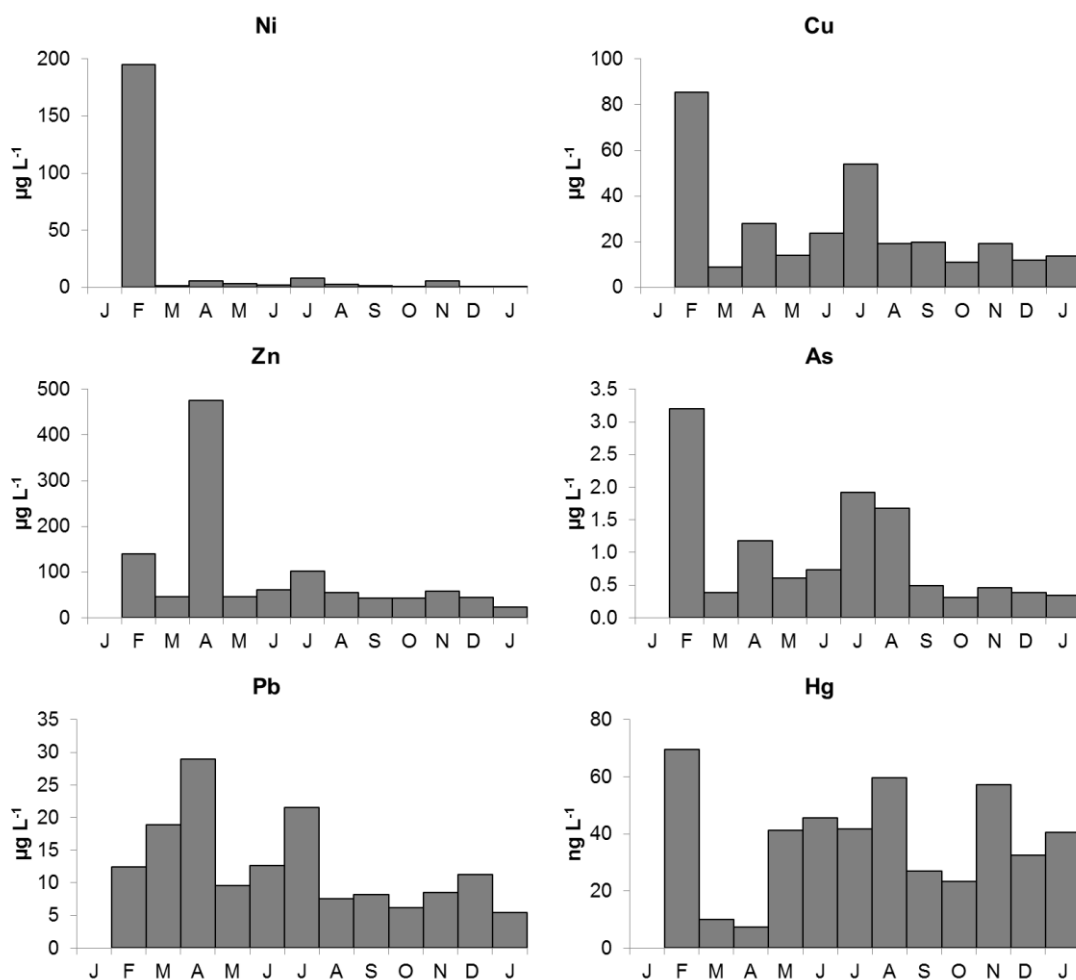 Ni
200
150
100
50
0
µg L⁻¹
J F M A M J J A S O N D J
Cu
100
80
60
40
20
0
µg L⁻¹
J F M A M J J A S O N D J
Zn
500
400
300
200
100
0
µg L⁻¹
J F M A M J J A S O N D J
As
3.5
3.0
2.5
2.0
1.5
1.0
0.5
0.0
µg L⁻¹
J F M A M J J A S O N D J
Pb
35
30
25
20
15
10
5
0
µg L⁻¹
J F M A M J J A S O N D J
Hg
80
60
40
20
0
ng L⁻¹
J F M A M J J A S O N D J